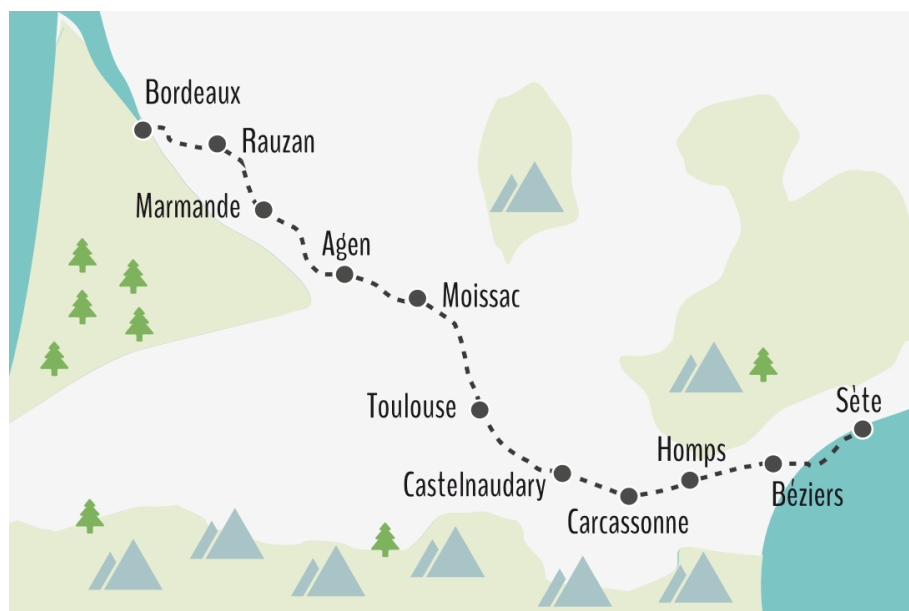 Bordeaux
Rauzan
Marmande
Agen
Moissac
Toulouse
Castelnaudary
Carcassonne
Homps
Béziers
Sète